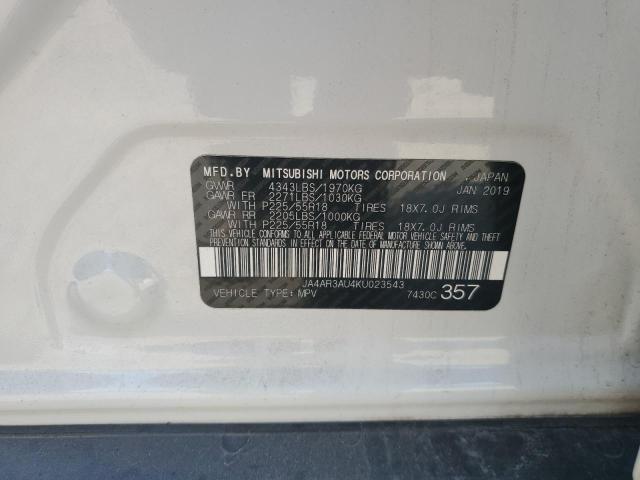 MFD.BY MITSUBISHI MOTORS CORPORATION , JAPAN
GVWR 4343LBS/1970KG JAN 2019
GAWR FR 2271LBS/1030KG
WITH P225/55R18 TIRES 18X7.0J RIMS
GAWR RR 2205LBS/1000KG
WITH P225/55R18 TIRES 18X7.0J RIMS
THIS VEHICLE CONFORMS TO ALL APPLICABLE FEDERAL MOTOR VEHICLE SAFETY AND THEFT
PREVENTION STANDARDS IN EFFECT ON THE DATE OF MANUFACTURE SHOWN ABOVE.
JA4AR3AU4KU023543
VEHICLE TYPE: MPV 7430C 357